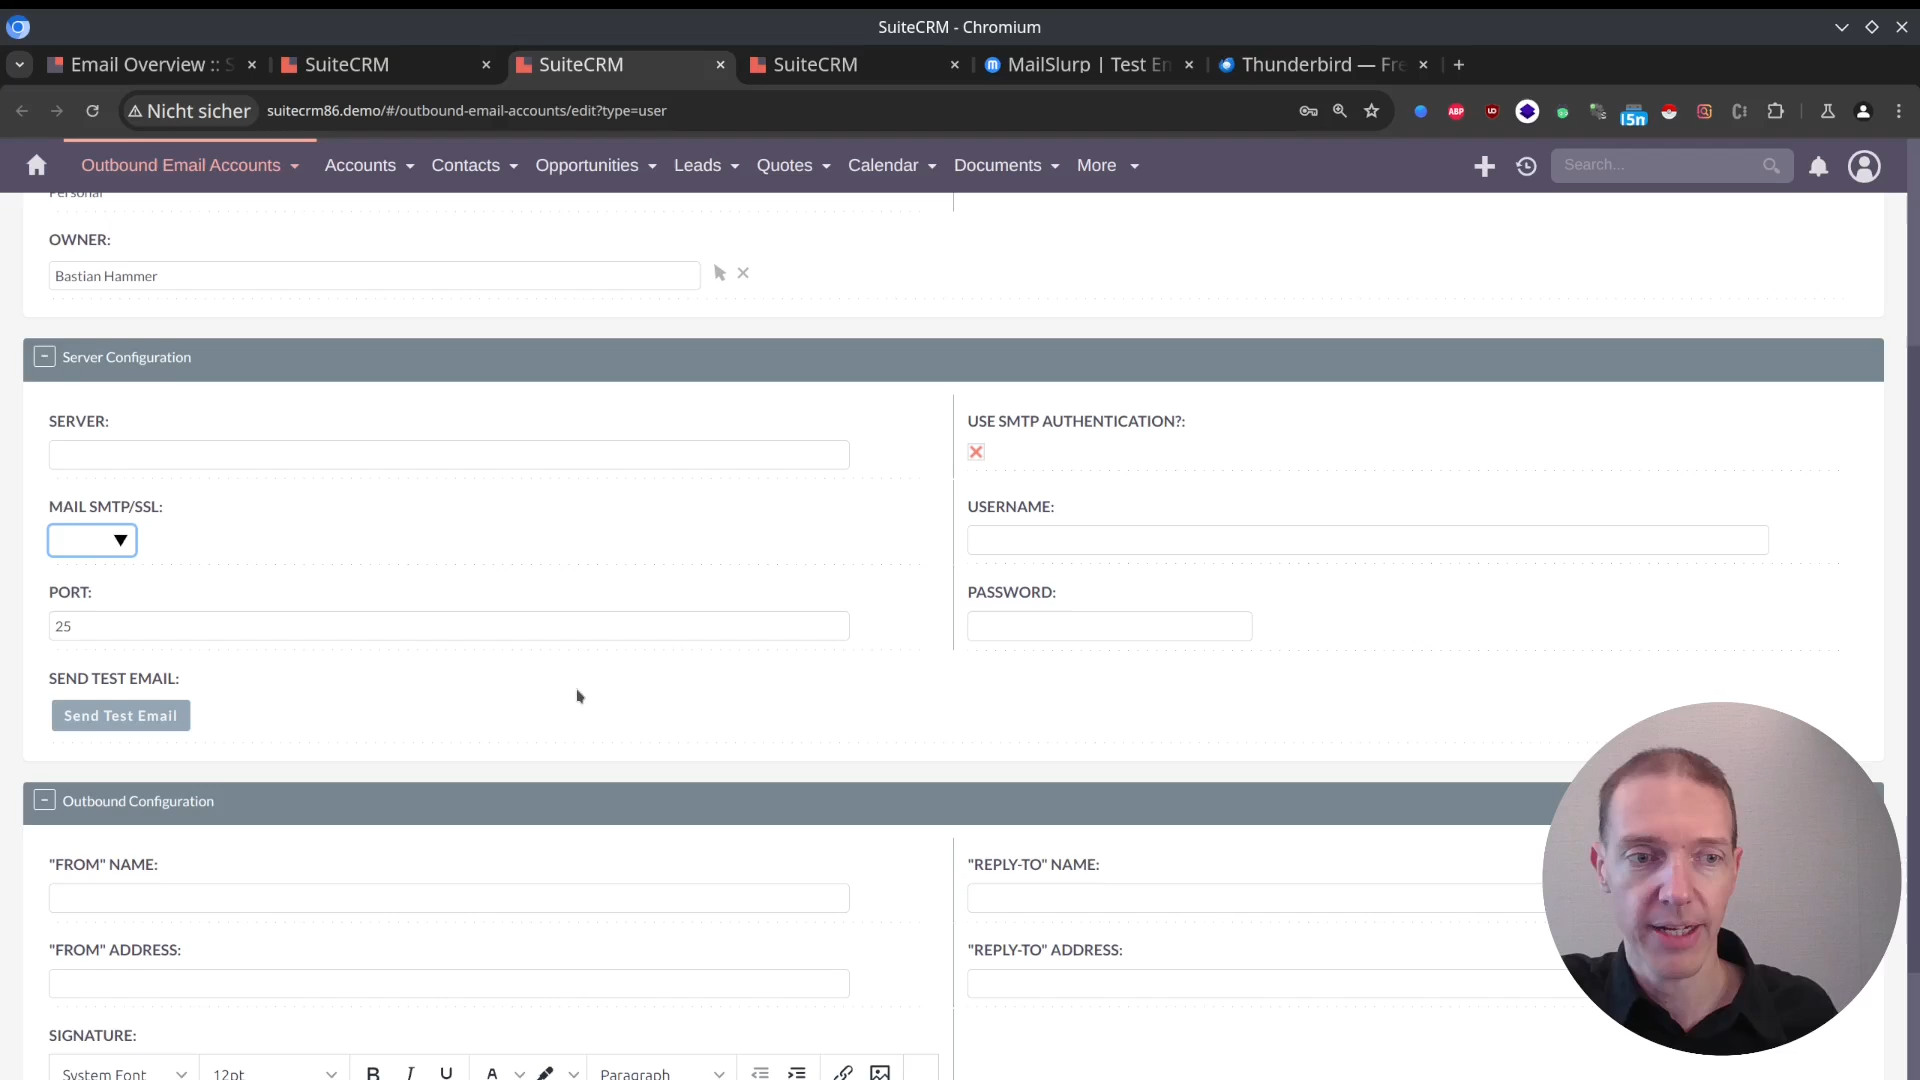 SuiteCRM - Chromium
Email Overview :: S
SuiteCRM
SuiteCRM
SuiteCRM
MailSlurp | Test En
Thunderbird — Fre
Nicht sicher
suitecrm86.demo/#/outbound-email-accounts/edit?type=user
Outbound Email Accounts
Accounts
Contacts
Opportunities
Leads
Quotes
Calendar
Documents
More
Search...
Personal
OWNER:
Bastian Hammer
Server Configuration
SERVER:
USE SMTP AUTHENTICATION?:
MAIL SMTP/SSL:
USERNAME:
PORT:
PASSWORD:
25
SEND TEST EMAIL:
Send Test Email
Outbound Configuration
"FROM" NAME:
"REPLY-TO" NAME:
"FROM" ADDRESS:
"REPLY-TO" ADDRESS:
SIGNATURE:
System Font
12pt
B
I
U
A
Paragraph